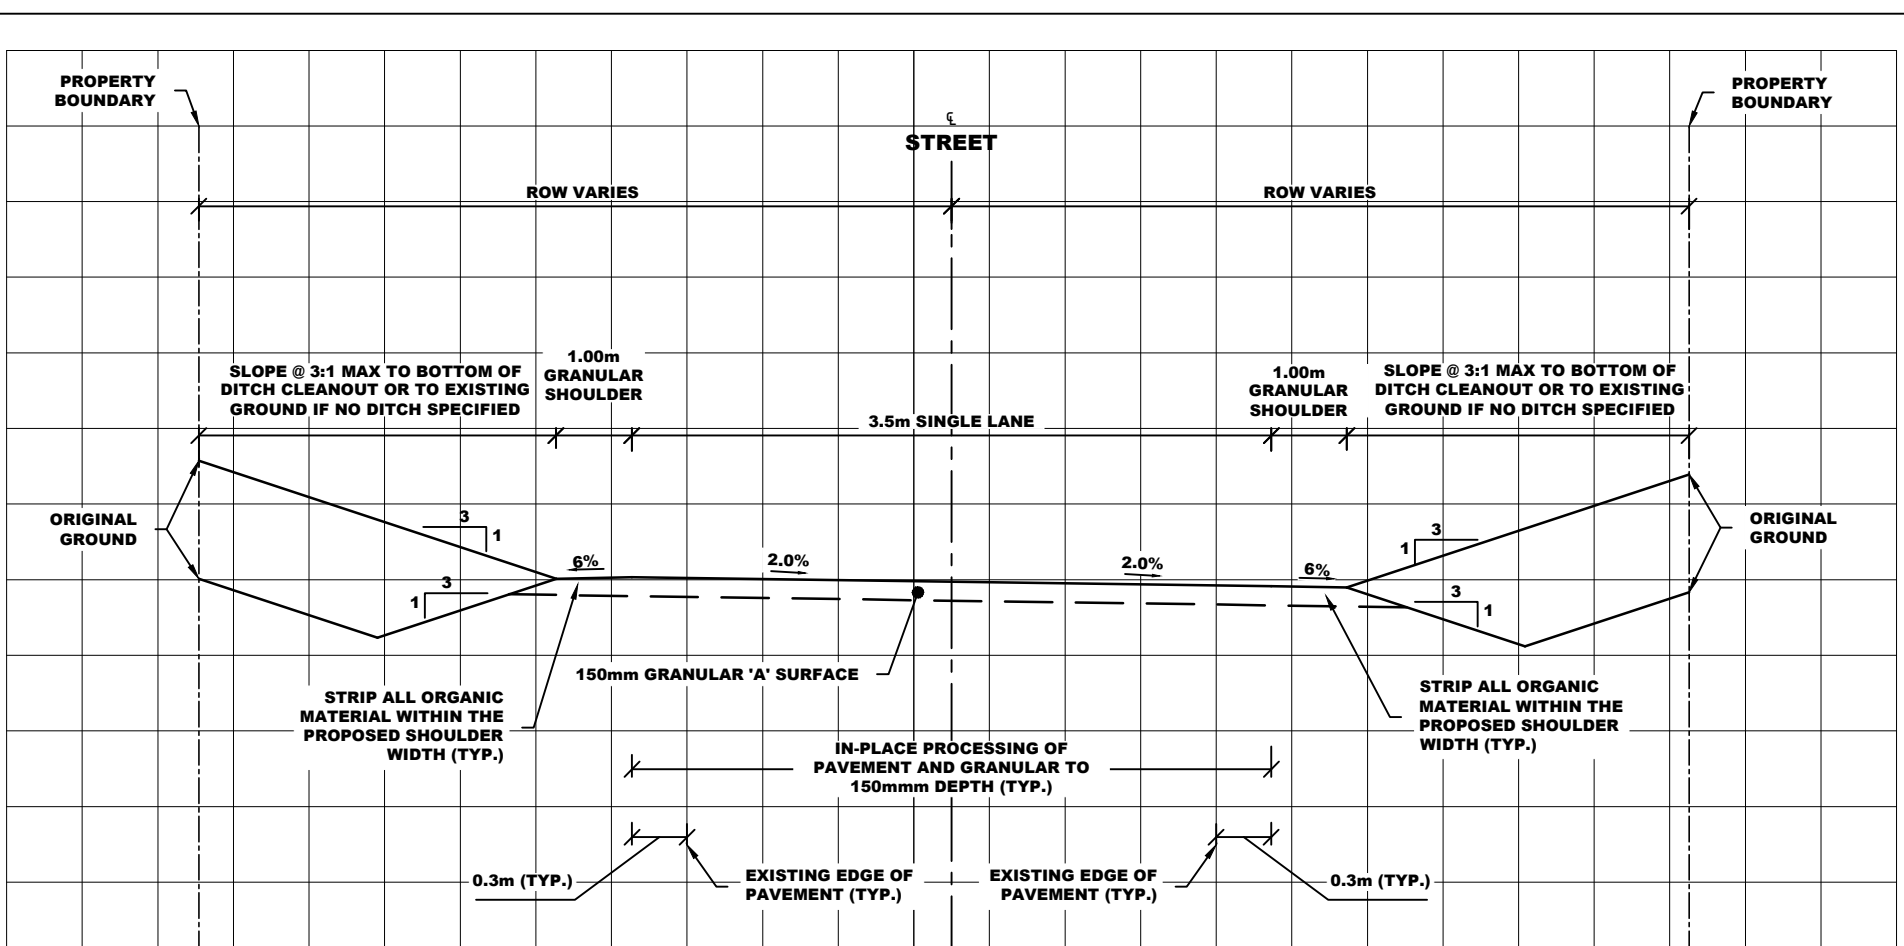 PROPERTY
BOUNDARY
PROPERTY
BOUNDARY
℄
STREET
ROW VARIES
ROW VARIES
SLOPE @ 3:1 MAX TO BOTTOM OF
DITCH CLEANOUT OR TO EXISTING
GROUND IF NO DITCH SPECIFIED
1.00m
GRANULAR
SHOULDER
3.5m SINGLE LANE
1.00m
GRANULAR
SHOULDER
SLOPE @ 3:1 MAX TO BOTTOM OF
DITCH CLEANOUT OR TO EXISTING
GROUND IF NO DITCH SPECIFIED
ORIGINAL
GROUND
3
1
3
1
6%
2.0%
2.0%
6%
3
1
3
1
ORIGINAL
GROUND
150mm GRANULAR 'A' SURFACE
STRIP ALL ORGANIC
MATERIAL WITHIN THE
PROPOSED SHOULDER
WIDTH (TYP.)
STRIP ALL ORGANIC
MATERIAL WITHIN THE
PROPOSED SHOULDER
WIDTH (TYP.)
IN-PLACE PROCESSING OF
PAVEMENT AND GRANULAR TO
150mmm DEPTH (TYP.)
0.3m (TYP.)
EXISTING EDGE OF
PAVEMENT (TYP.)
EXISTING EDGE OF
PAVEMENT (TYP.)
0.3m (TYP.)